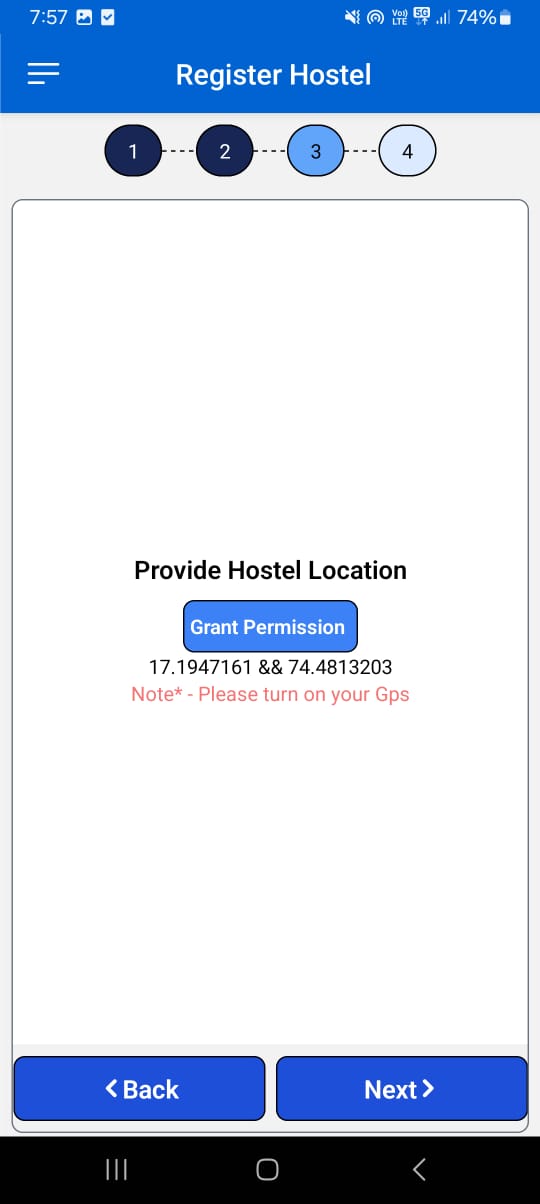 7:57 Vo) LTE 5G 74%
Register Hostel
1 2 3 4
Provide Hostel Location
Grant Permission
17.1947161 && 74.4813203
Note* - Please turn on your Gps
Back Next